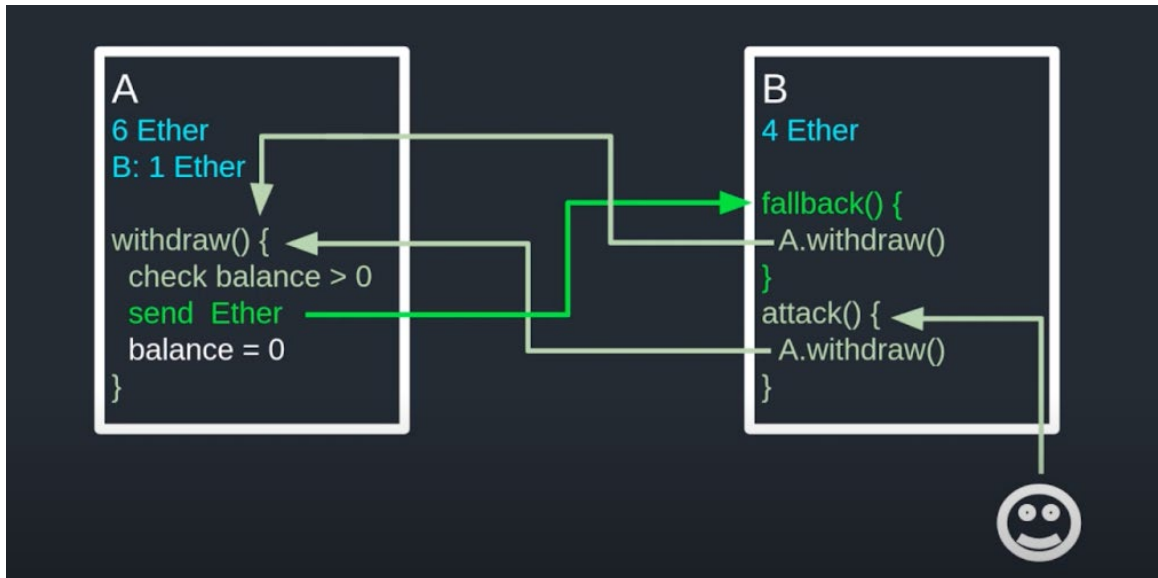 A
6 Ether
B: 1 Ether
withdraw() {
check balance > 0
send Ether
balance = 0
}
B
4 Ether
fallback() {
A.withdraw()
}
attack() {
A.withdraw()
}